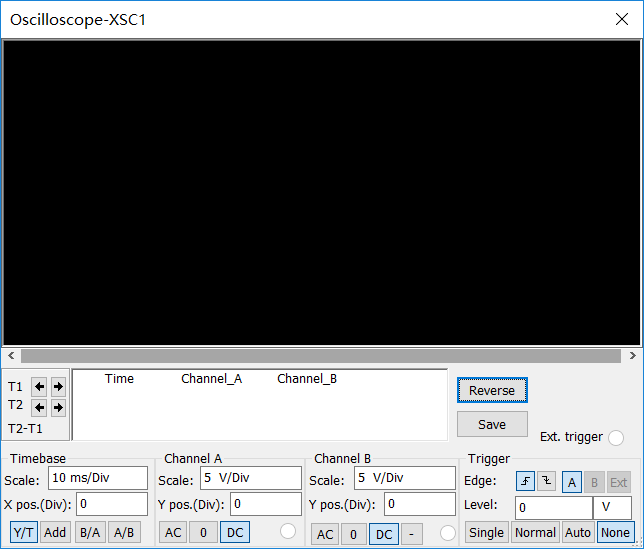 Oscilloscope-XSC1
Time Channel_A Channel_B
T1
T2
T2-T1
Reverse
Save
Ext. trigger
Timebase
Scale: 10 ms/Div
X pos.(Div): 0
Y/T Add B/A A/B
Channel A
Scale: 5 V/Div
Y pos.(Div): 0
AC 0 DC
Channel B
Scale: 5 V/Div
Y pos.(Div): 0
AC 0 DC -
Trigger
Edge: A B Ext
Level: 0 V
Single Normal Auto None